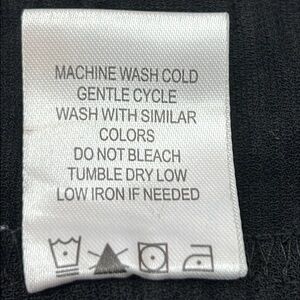 MACHINE WASH COLD
GENTLE CYCLE
WASH WITH SIMILAR
COLORS
DO NOT BLEACH
TUMBLE DRY LOW
LOW IRON IF NEEDED